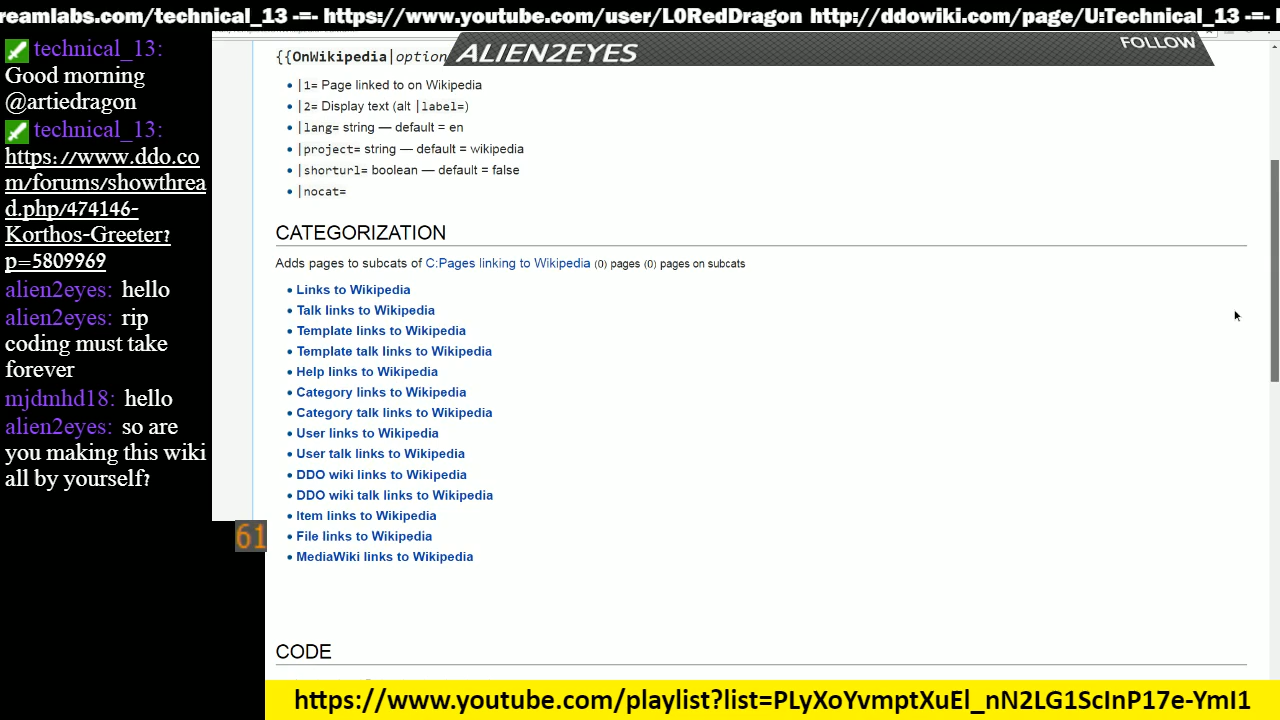 reamlabs.com/technical_13 -=- https://www.youtube.com/user/L0RedDragon http://ddowiki.com/page/U:Technical_13 -=- h
technical_13:
Good morning
@artiedragon
technical_13:
https://www.ddo.co
m/forums/showthrea
d.php/474146-
Korthos-Greeter?
p=5809969
alien2eyes: hello
alien2eyes: rip
coding must take
forever
mjdmhd18: hello
alien2eyes: so are
you making this wiki
all by yourself?
61
ALIEN2EYES
FOLLOW
{{OnWikipedia|option
|1= Page linked to on Wikipedia
|2= Display text (alt |label=)
|lang= string — default = en
|project= string — default = wikipedia
|shorturl= boolean — default = false
|nocat=
CATEGORIZATION
Adds pages to subcats of C:Pages linking to Wikipedia (0) pages (0) pages on subcats
Links to Wikipedia
Talk links to Wikipedia
Template links to Wikipedia
Template talk links to Wikipedia
Help links to Wikipedia
Category links to Wikipedia
Category talk links to Wikipedia
User links to Wikipedia
User talk links to Wikipedia
DDO wiki links to Wikipedia
DDO wiki talk links to Wikipedia
Item links to Wikipedia
File links to Wikipedia
MediaWiki links to Wikipedia
CODE
https://www.youtube.com/playlist?list=PLyXoYvmptXuEl_nN2LG1ScInP17e-YmI1